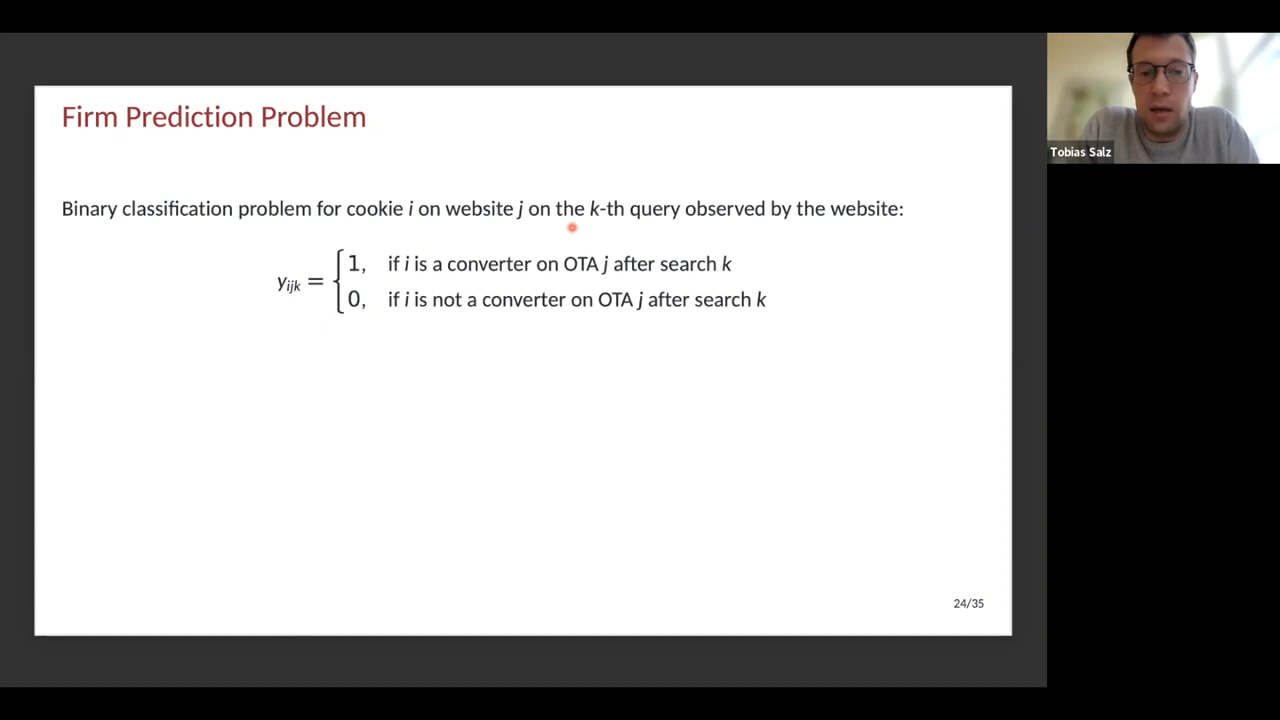 Firm Prediction Problem
Binary classification problem for cookie i on website j on the k-th query observed by the website:
y_ijk = { 1, if i is a converter on OTA j after search k
0, if i is not a converter on OTA j after search k
24/35
Tobias Salz